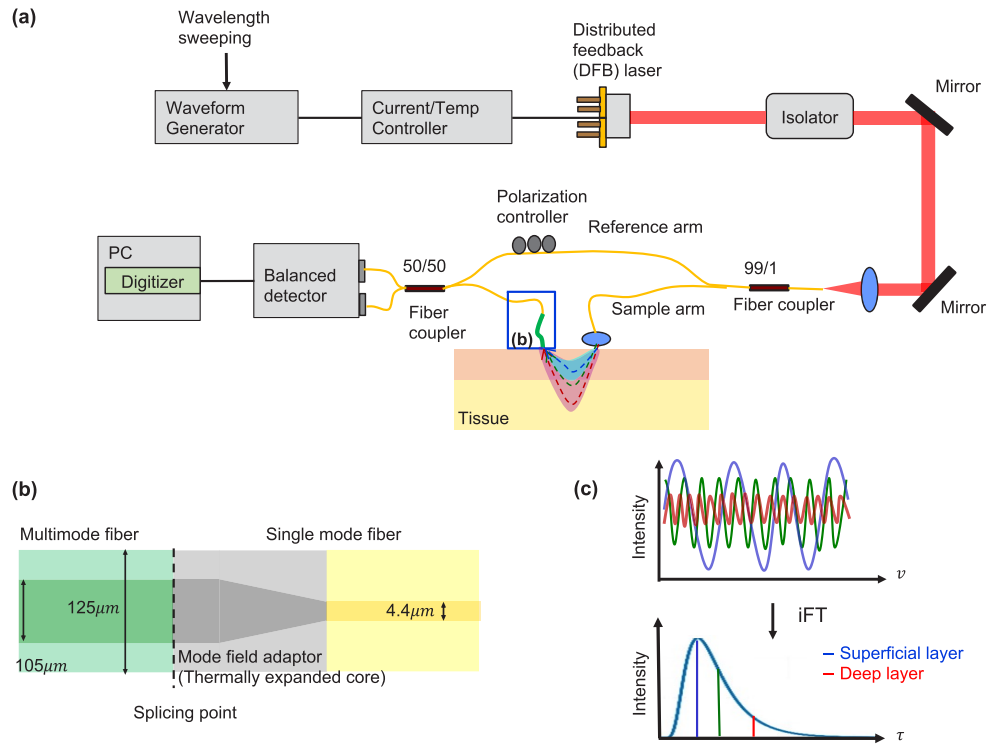 (a)
Wavelength
sweeping
Waveform
Generator
Current/Temp
Controller
Distributed
feedback
(DFB) laser
Isolator
Mirror
PC
Digitizer
Balanced
detector
50/50
Fiber
coupler
Polarization
controller
Reference arm
Sample arm
99/1
Fiber coupler
Mirror
(b)
Tissue
(b)
Multimode fiber
Single mode fiber
125μm
105μm
4.4μm
Mode field adaptor
(Thermally expanded core)
Splicing point
(c)
Intensity
v
iFT
Intensity
Superficial layer
Deep layer
τ